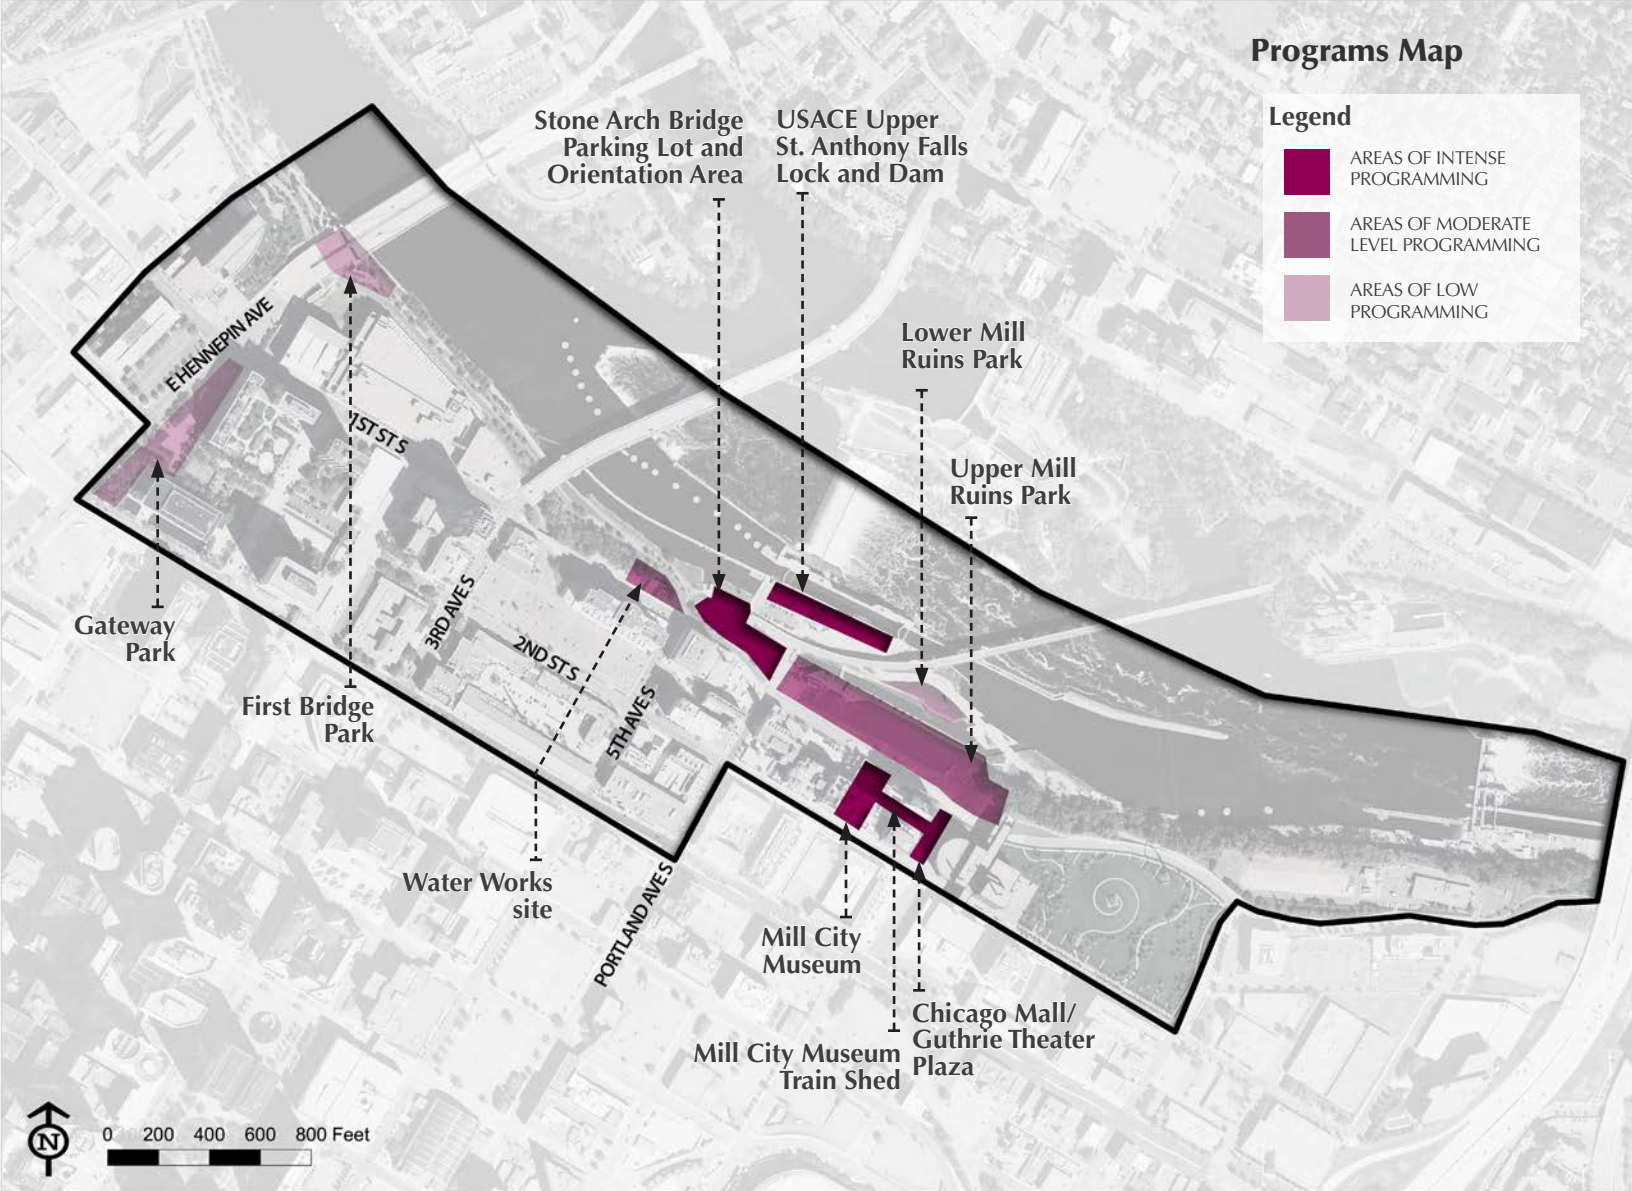 Programs Map
Legend
AREAS OF INTENSE
PROGRAMMING
AREAS OF MODERATE
LEVEL PROGRAMMING
AREAS OF LOW
PROGRAMMING
Stone Arch Bridge
Parking Lot and
Orientation Area
USACE Upper
St. Anthony Falls
Lock and Dam
Lower Mill
Ruins Park
Upper Mill
Ruins Park
E HENNEPIN AVE
1ST ST S
3RD AVE S
2ND ST S
5TH AVE S
PORTLAND AVE S
Gateway
Park
First Bridge
Park
Water Works
site
Mill City
Museum
Mill City Museum
Train Shed
Chicago Mall/
Guthrie Theater
Plaza
N
0 200 400 600 800 Feet